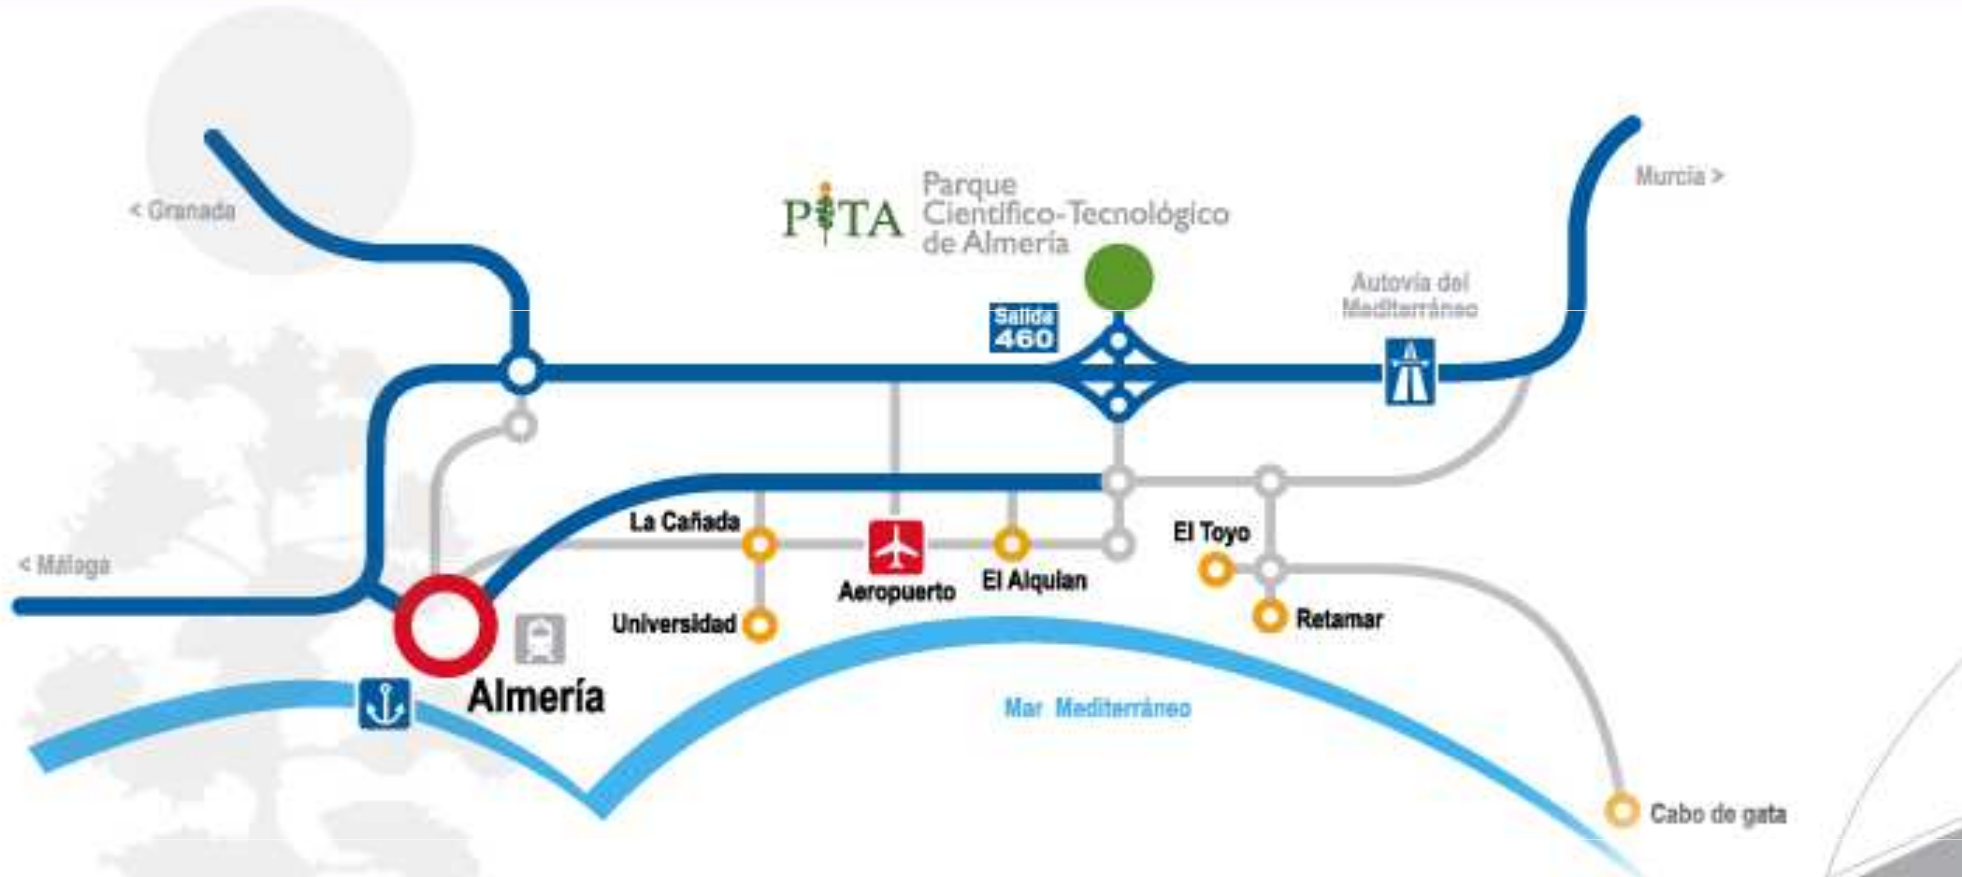 PITA
Parque
Científico-Tecnológico
de Almería
Murcia >
< Granada
Autovía del
Mediterráneo
Salida
460
La Cañada
El Toyo
< Málaga
Aeropuerto
El Alquian
Universidad
Retamar
Almería
Mar Mediterráneo
Cabo de gata